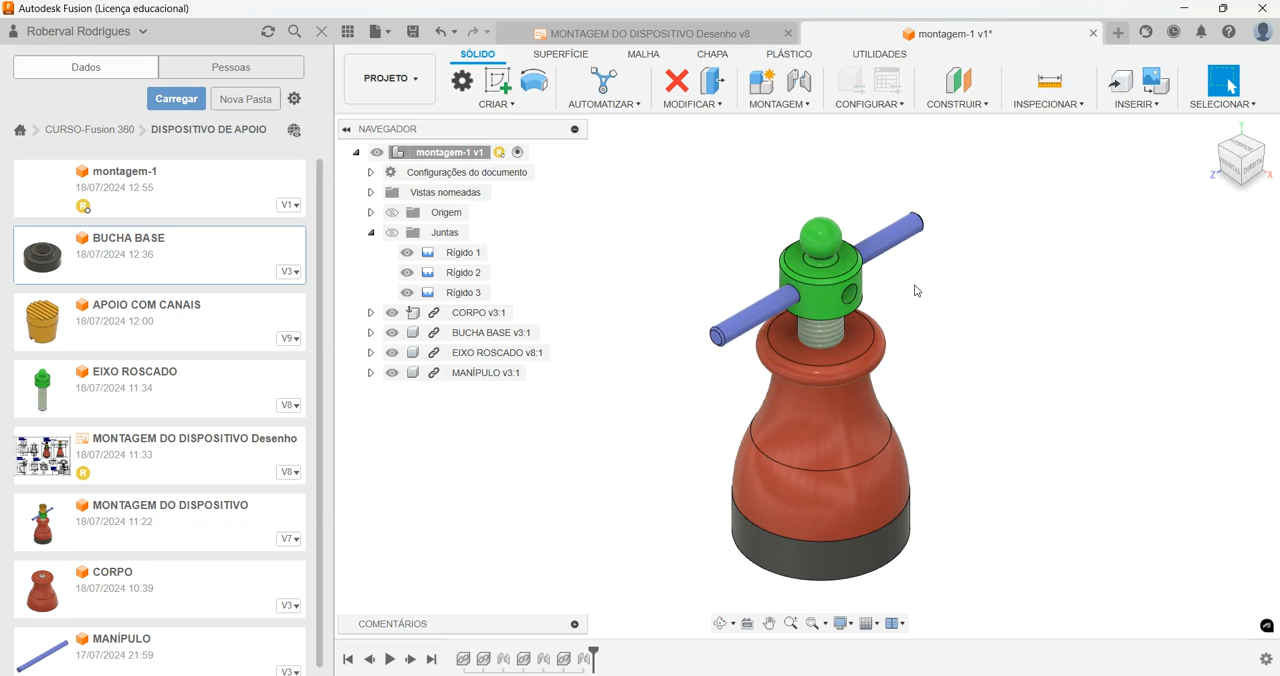 Autodesk Fusion (Licença educacional)
Roberval Rodrigues
MONTAGEM DO DISPOSITIVO Desenho v8
montagem-1 v1*
Dados
Pessoas
Carregar
Nova Pasta
CURSO-Fusion 360
DISPOSITIVO DE APOIO
SÓLIDO
SUPERFÍCIE
MALHA
CHAPA
PLÁSTICO
UTILIDADES
PROJETO
CRIAR
AUTOMATIZAR
MODIFICAR
MONTAGEM
CONFIGURAR
CONSTRUIR
INSPECIONAR
INSERIR
SELECIONAR
montagem-1
18/07/2024 12:55
R
V1
BUCHA BASE
18/07/2024 12:36
V3
APOIO COM CANAIS
18/07/2024 12:00
V9
EIXO ROSCADO
18/07/2024 11:34
V8
MONTAGEM DO DISPOSITIVO Desenho
18/07/2024 11:33
R
V8
MONTAGEM DO DISPOSITIVO
18/07/2024 11:22
V7
CORPO
18/07/2024 10:39
V3
MANÍPULO
17/07/2024 21:59
V3
NAVEGADOR
montagem-1 v1
Configurações do documento
Vistas nomeadas
Origem
Juntas
Rígido 1
Rígido 2
Rígido 3
CORPO v3:1
BUCHA BASE v3:1
EIXO ROSCADO v8:1
MANÍPULO v3:1
Y
Z
X
FRONTAL
DIREITA
COMENTÁRIOS